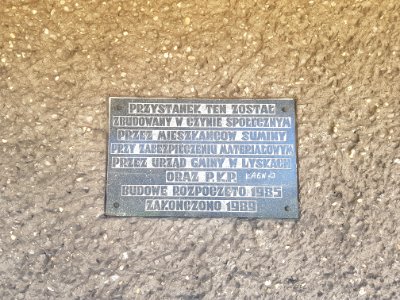 PRZYSTANEK TEN ZOSTAŁ
ZBUDOWANY W CZYNIE SPOŁECZNYM
PRZEZ MIESZKAŃCÓW SUMINY
PRZY ZABEZPIECZENIU MATERIAŁOWYM
PRZEZ URZĄD GMINY W LYSKACH
ORAZ P.K.P.
BUDOWĘ ROZPOCZĘTO 1985
ZAKOŃCZONO 1989